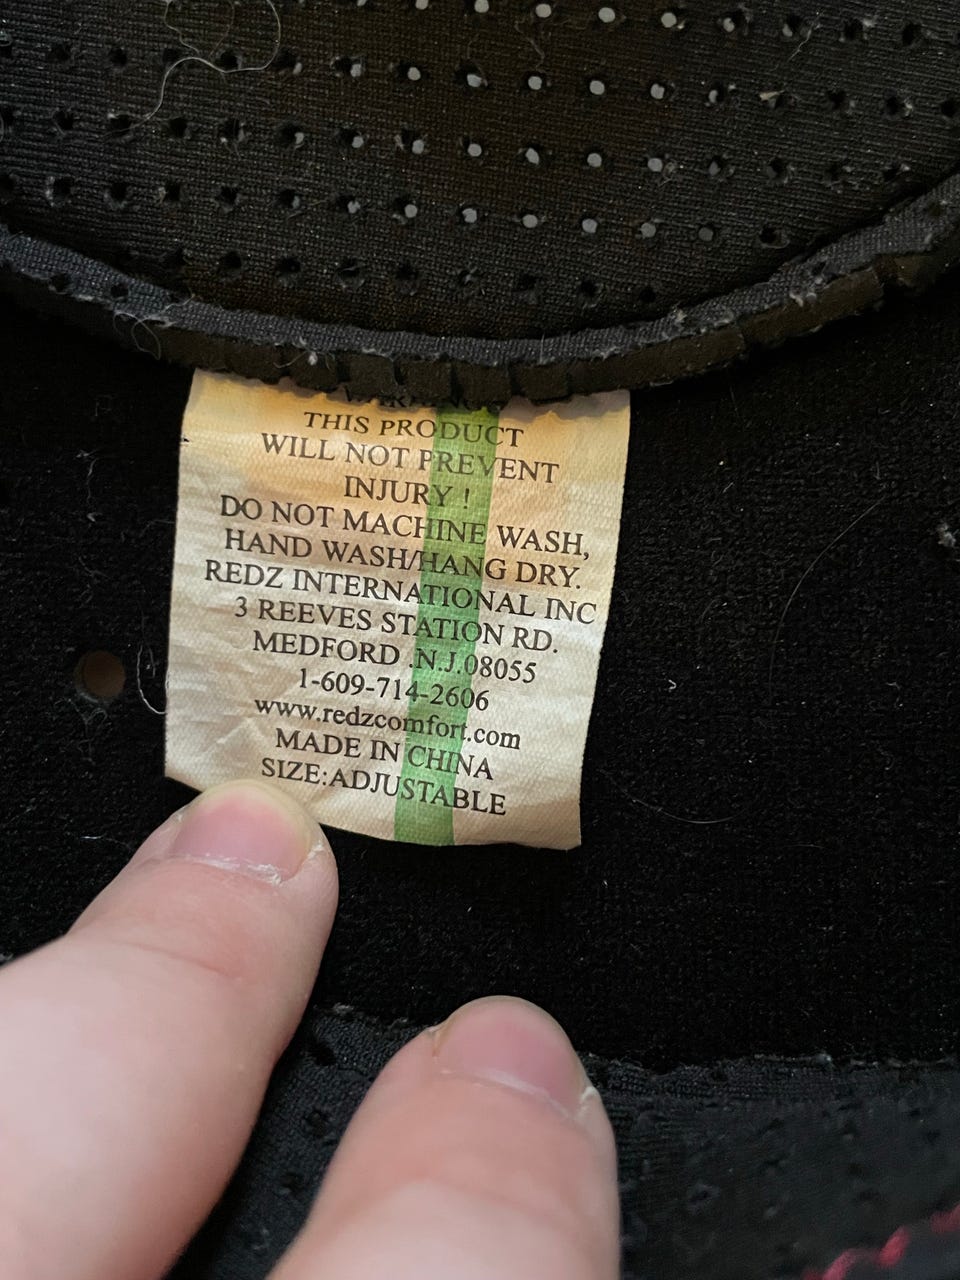 WARNING
THIS PRODUCT
WILL NOT PREVENT
INJURY !
DO NOT MACHINE WASH,
HAND WASH/HANG DRY.
REDZ INTERNATIONAL INC
3 REEVES STATION RD.
MEDFORD .N.J.08055
1-609-714-2606
www.redzcomfort.com
MADE IN CHINA
SIZE:ADJUSTABLE